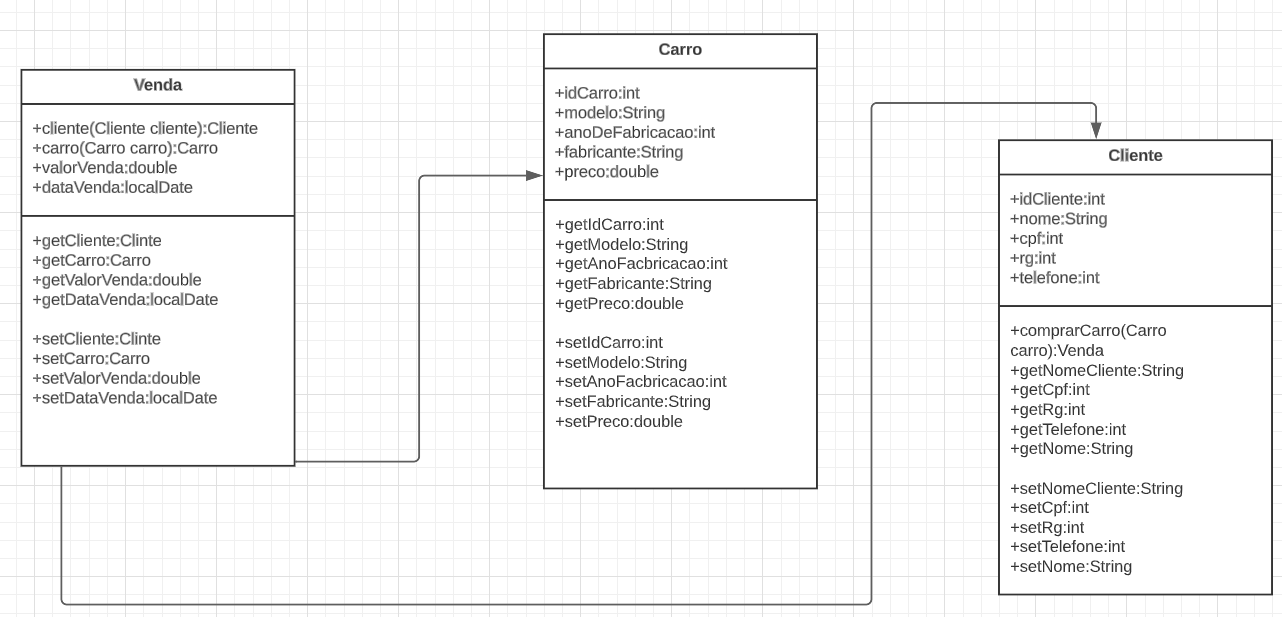 Venda
+cliente(Cliente cliente):Cliente
+carro(Carro carro):Carro
+valorVenda:double
+dataVenda:localDate
+getCliente:Clinte
+getCarro:Carro
+getValorVenda:double
+getDataVenda:localDate
+setCliente:Clinte
+setCarro:Carro
+setValorVenda:double
+setDataVenda:localDate
Carro
+idCarro:int
+modelo:String
+anoDeFabricacao:int
+fabricante:String
+preco:double
+getIdCarro:int
+getModelo:String
+getAnoFacbricacao:int
+getFabricante:String
+getPreco:double
+setIdCarro:int
+setModelo:String
+setAnoFacbricacao:int
+setFabricante:String
+setPreco:double
Cliente
+idCliente:int
+nome:String
+cpf:int
+rg:int
+telefone:int
+comprarCarro(Carro
carro):Venda
+getNomeCliente:String
+getCpf:int
+getRg:int
+getTelefone:int
+getNome:String
+setNomeCliente:String
+setCpf:int
+setRg:int
+setTelefone:int
+setNome:String